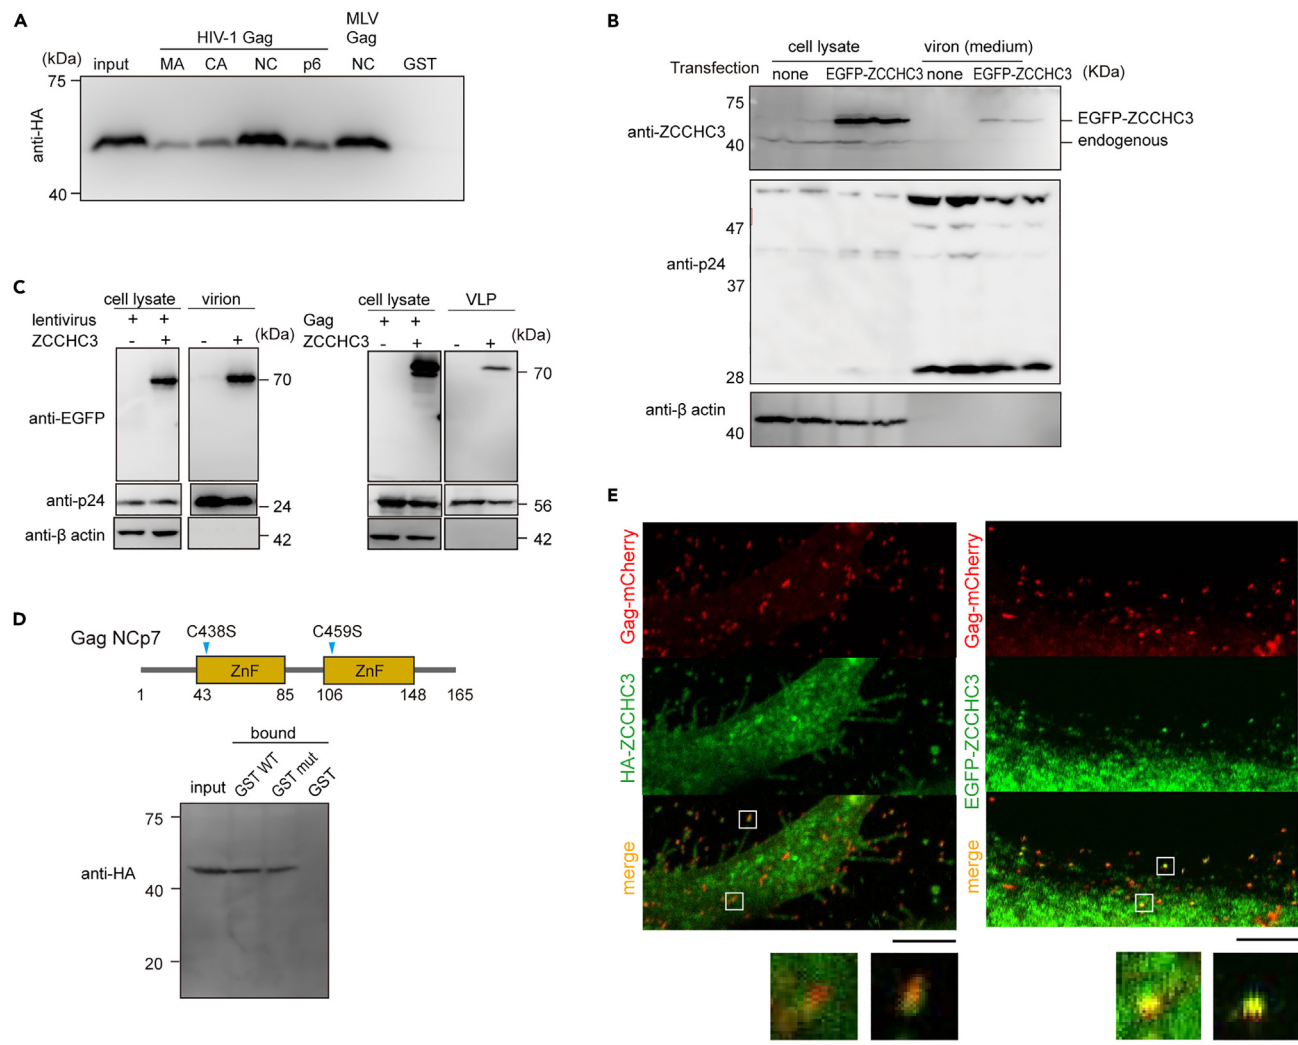 A
MLV
HIV-1 Gag Gag
(kDa) input MA CA NC p6 NC GST
75
anti-HA
40
B
cell lysate viron (medium)
Transfection none EGFP-ZCCHC3 none EGFP-ZCCHC3 (KDa)
75
EGFP-ZCCHC3
anti-ZCCHC3
40 endogenous
47
anti-p24
37
28
anti-β actin
40
C
cell lysate virion
lentivirus + +
ZCCHC3 - + - + (kDa)
70
anti-EGFP
anti-p24
24
anti-β actin
42
cell lysate VLP
Gag + +
ZCCHC3 - + - + (kDa)
70
56
42
D
Gag NCp7 C438S C459S
ZnF ZnF
1 43 85 106 148 165
bound
input GST WT GST mut GST
75
anti-HA
40
20
E
Gag-mCherry
HA-ZCCHC3
merge
Gag-mCherry
EGFP-ZCCHC3
merge